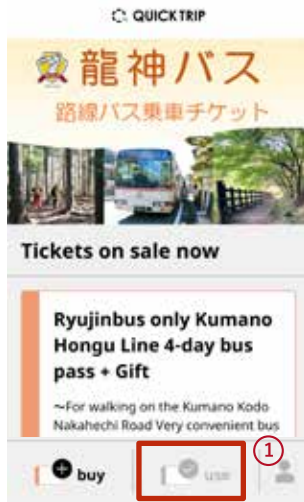 QUICK TRIP
龍神バス
路線バス乗車チケット
Tickets on sale now
Ryujinbus only Kumano
Hongu Line 4-day bus
pass + Gift
~For walking on the Kumano Kodo
Nakahechi Road Very convenient bus
buy
use
①